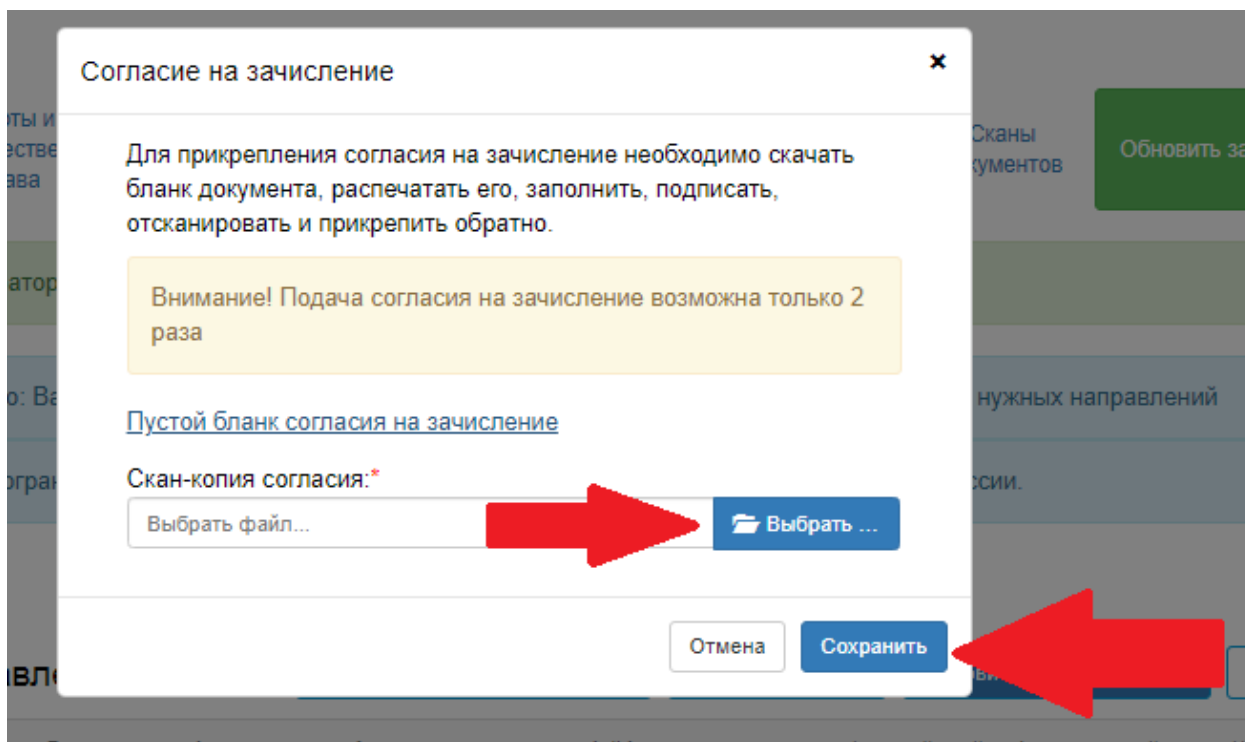 Согласие на зачисление
Сканы
Обновить
Для прикрепления согласия на зачисление необходимо скачать
бланк документа, распечатать его, заполнить, подписать,
отсканировать и прикрепить обратно.
Внимание! Подача согласия на зачисление возможна только 2
раза
нужных направлений
Пустой бланк согласия на зачисление
Скан-копия согласия:*
Выбрать файл...
Выбрать ...
Отмена
Сохранить